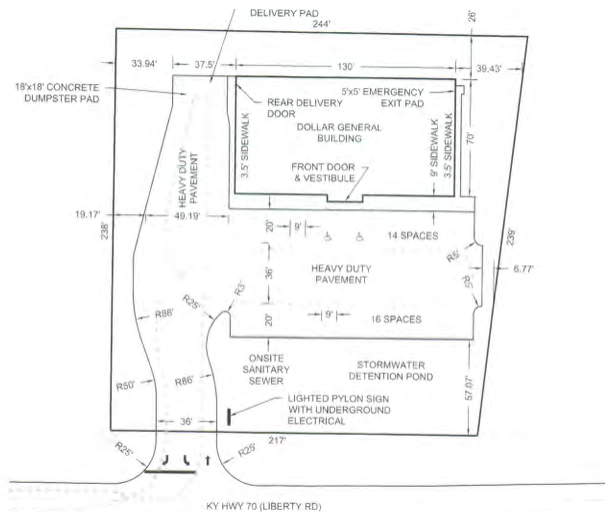 DELIVERY PAD
244'
26'
33.94'
37.5'
130'
39.43'
18'x18' CONCRETE
DUMPSTER PAD
REAR DELIVERY
DOOR
5'x5' EMERGENCY
EXIT PAD
DOLLAR GENERAL
BUILDING
3.5' SIDEWALK
9' SIDEWALK
3.5' SIDEWALK
70'
HEAVY DUTY
PAVEMENT
FRONT DOOR
& VESTIBULE
19.17'
49.19'
238'
20'
9'
14 SPACES
239'
36'
HEAVY DUTY
PAVEMENT
R5'
6.77'
R5'
R86'
R25'
R3'
20'
9'
16 SPACES
ONSITE
SANITARY
SEWER
STORMWATER
DETENTION POND
57.07'
R50'
R86'
LIGHTED PYLON SIGN
WITH UNDERGROUND
ELECTRICAL
36'
217'
R25'
R25'
KY HWY 70 (LIBERTY RD)